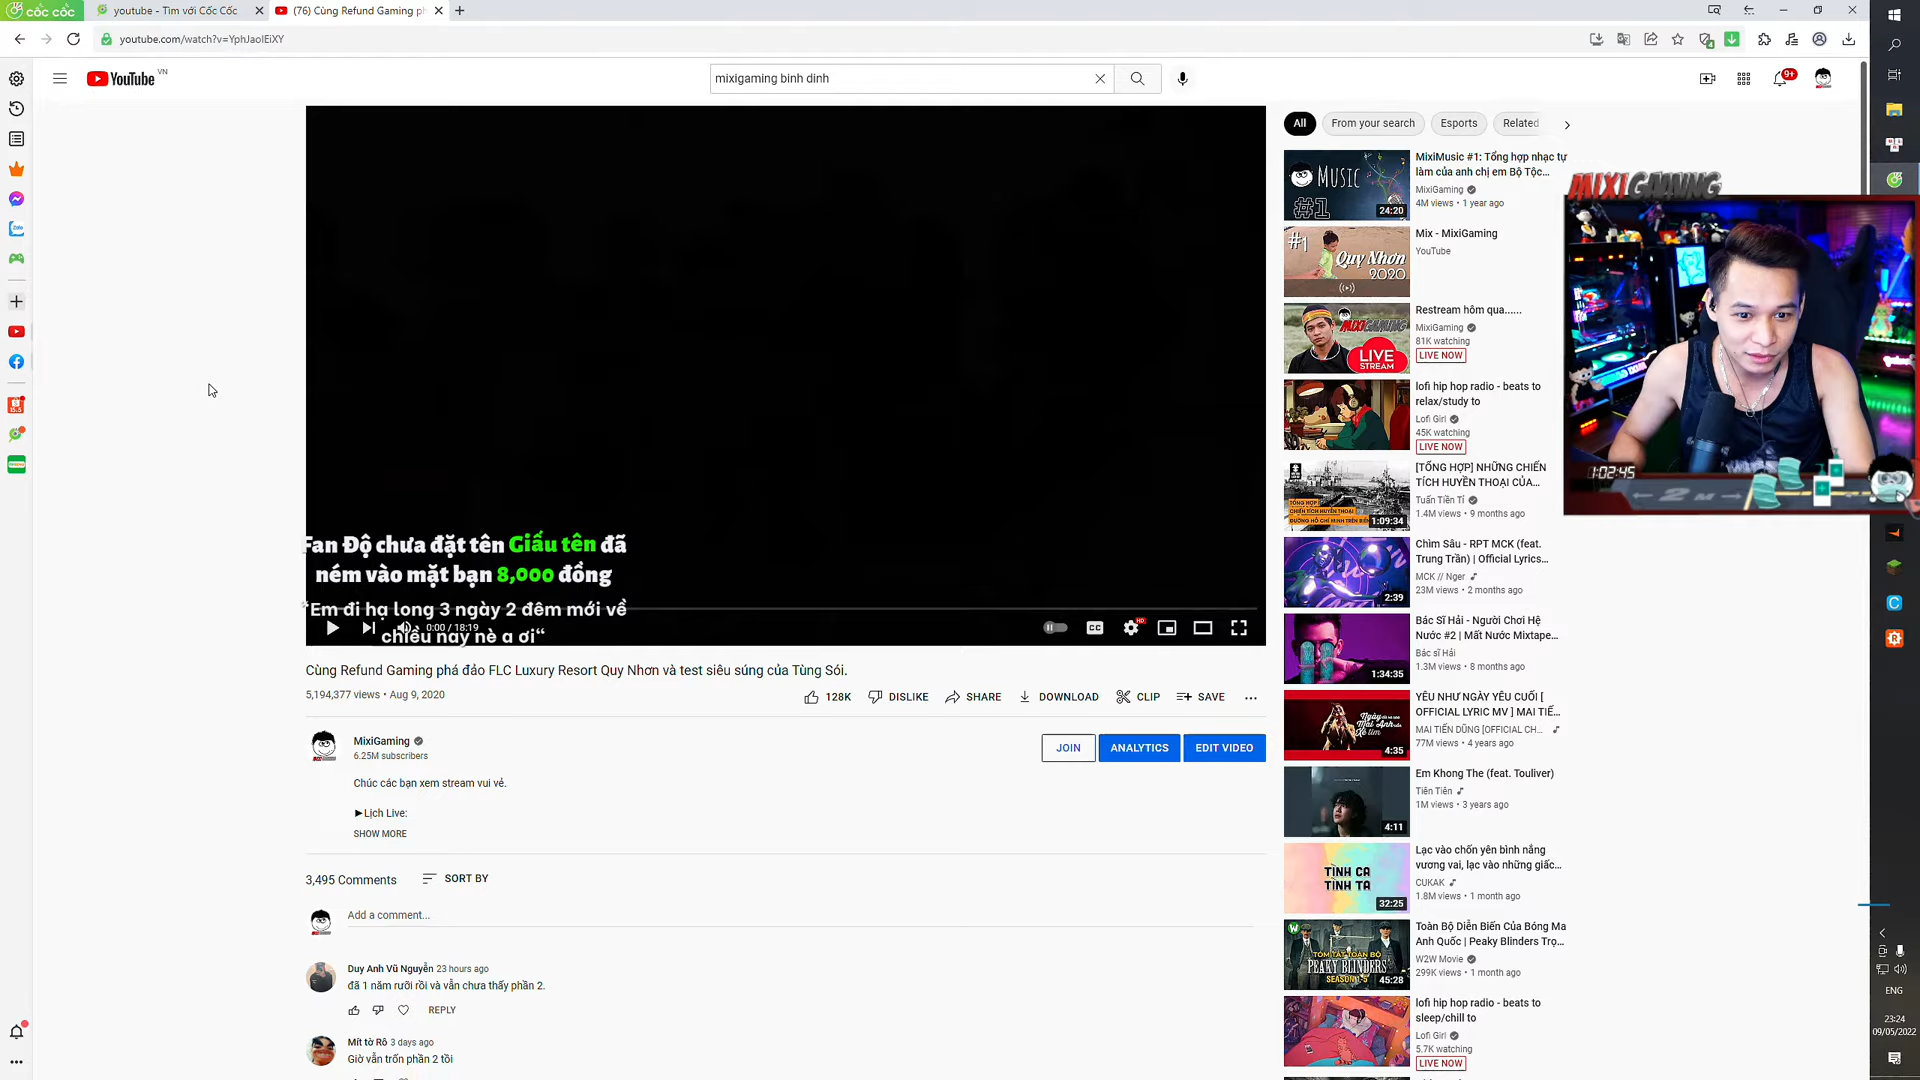 cốc cốc
youtube - Tìm với Cốc Cốc
(76) Cùng Refund Gaming ph
youtube.com/watch?v=YphJaoIEiXY
YouTube VN
mixigaming binh dinh
9+
All
From your search
Esports
Related
MUSIC
#1
24:20
MixiMusic #1: Tổng hợp nhạc tự
làm của anh chị em Bộ Tộc...
MixiGaming
4M views • 1 year ago
#1
Quy Nhơn
2020
Mix - MixiGaming
YouTube
MIXIGAMING
LIVE
STREAM
Restream hôm qua......
MixiGaming
81K watching
LIVE NOW
lofi hip hop radio - beats to
relax/study to
Lofi Girl
45K watching
LIVE NOW
1:09:34
[TỔNG HỢP] NHỮNG CHIẾN
TÍCH HUYỀN THOẠI CỦA...
Tuấn Tiền Tỉ
1.4M views • 9 months ago
2:39
Chìm Sâu - RPT MCK (feat.
Trung Trần) | Official Lyrics...
MCK // Nger
23M views • 2 months ago
1:34:35
Bác Sĩ Hải - Người Chơi Hệ
Nước #2 | Mất Nước Mixtape...
Bác sĩ Hải
1.3M views • 8 months ago
4:35
YÊU NHƯ NGÀY YÊU CUỐI [
OFFICIAL LYRIC MV ] MAI TIẾ...
MAI TIẾN DŨNG [OFFICIAL CH...
77M views • 4 years ago
4:11
Em Khong The (feat. Touliver)
Tiên Tiên
1M views • 3 years ago
TÌNH CA
TÌNH TA
32:25
Lạc vào chốn yên bình nắng
vương vai, lạc vào những giấc...
CUKAK
1.8M views • 1 month ago
TÓM TẮT TOÀN BỘ
PEAKY BLINDERS
SEASON 1-5
45:28
Toàn Bộ Diễn Biến Của Bóng Ma
Anh Quốc | Peaky Blinders Trọ...
W2W Movie
299K views • 1 month ago
lofi hip hop radio - beats to
sleep/chill to
Lofi Girl
5.7K watching
LIVE NOW
MIXIGAMING
1:02:45
2M
Fan Độ chưa đặt tên Giấu tên đã
ném vào mặt bạn 8,000 đồng
"Em đi hạ long 3 ngày 2 đêm mới về
chiều nay nè a ơi"
0:00 / 18:19
CC
HD
Cùng Refund Gaming phá đảo FLC Luxury Resort Quy Nhơn và test siêu súng của Tùng Sói.
5,194,377 views • Aug 9, 2020
128K
DISLIKE
SHARE
DOWNLOAD
CLIP
SAVE
MixiGaming
6.25M subscribers
JOIN
ANALYTICS
EDIT VIDEO
Chúc các bạn xem stream vui vẻ.
►Lịch Live:
SHOW MORE
3,495 Comments
SORT BY
Add a comment...
Duy Anh Vũ Nguyễn 23 hours ago
đã 1 năm rưỡi rồi và vẫn chưa thấy phần 2.
REPLY
Mít tờ Rô 3 days ago
Giờ vẫn trốn phần 2 tồi
Zalo
15.5
ENG
23:24
09/05/2022